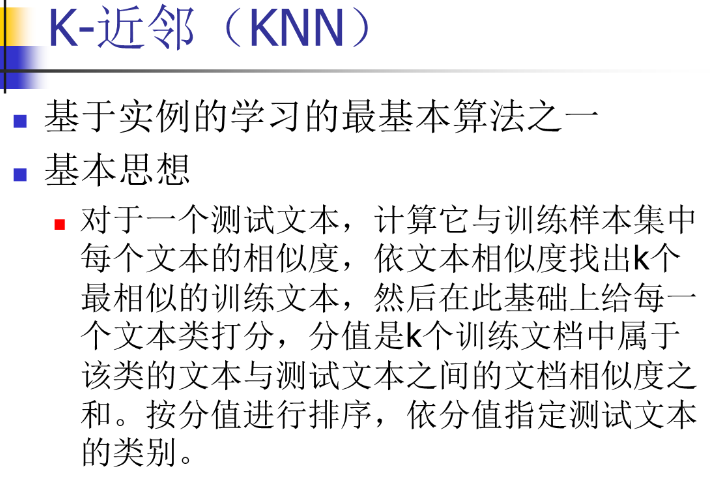 K-近邻（KNN）
基于实例的学习的最基本算法之一
基本思想
对于一个测试文本，计算它与训练样本集中
每个文本的相似度，依文本相似度找出k个
最相似的训练文本，然后在此基础上给每一
个文本类打分，分值是k个训练文档中属于
该类的文本与测试文本之间的文档相似度之
和。按分值进行排序，依分值指定测试文本
的类别。